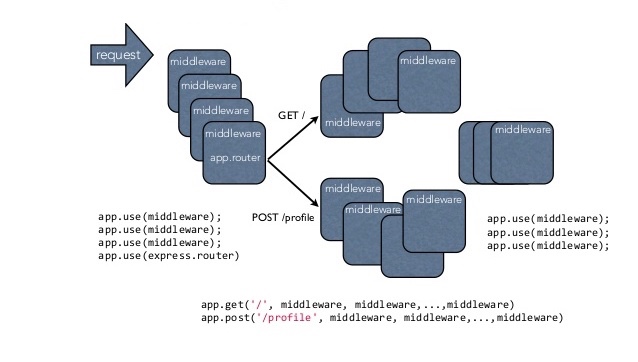 request
middleware
middleware
middleware
middleware
app.router
GET /
middleware
middleware
middleware
POST /profile
middleware
middleware
middleware
app.use(middleware);
app.use(middleware);
app.use(middleware);
app.use(express.router)
app.use(middleware);
app.use(middleware);
app.use(middleware);
app.get('/', middleware, middleware,...,middleware)
app.post('/profile', middleware, middleware,...,middleware)